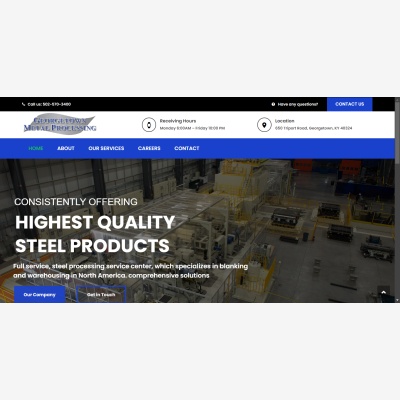 Call us: 502-570-3400
Have any questions?
CONTACT US
GEORGETOWN
METAL PROCESSING
Receiving Hours
Monday 6:00AM - Friday 10:00 PM
Location
650 Triport Road, Georgetown, KY 40324
HOME
ABOUT
OUR SERVICES
CAREERS
CONTACT
CONSISTENTLY OFFERING
HIGHEST QUALITY
STEEL PRODUCTS
Full service, steel processing service center, which specializes in blanking
and warehousing in North America. comprehensive solutions
Our Company
Get In Touch